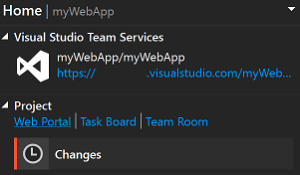 Home | myWebApp
Visual Studio Team Services
myWebApp/myWebApp
https:// .visualstudio.com/myWeb...
Project
Web Portal | Task Board | Team Room
Changes